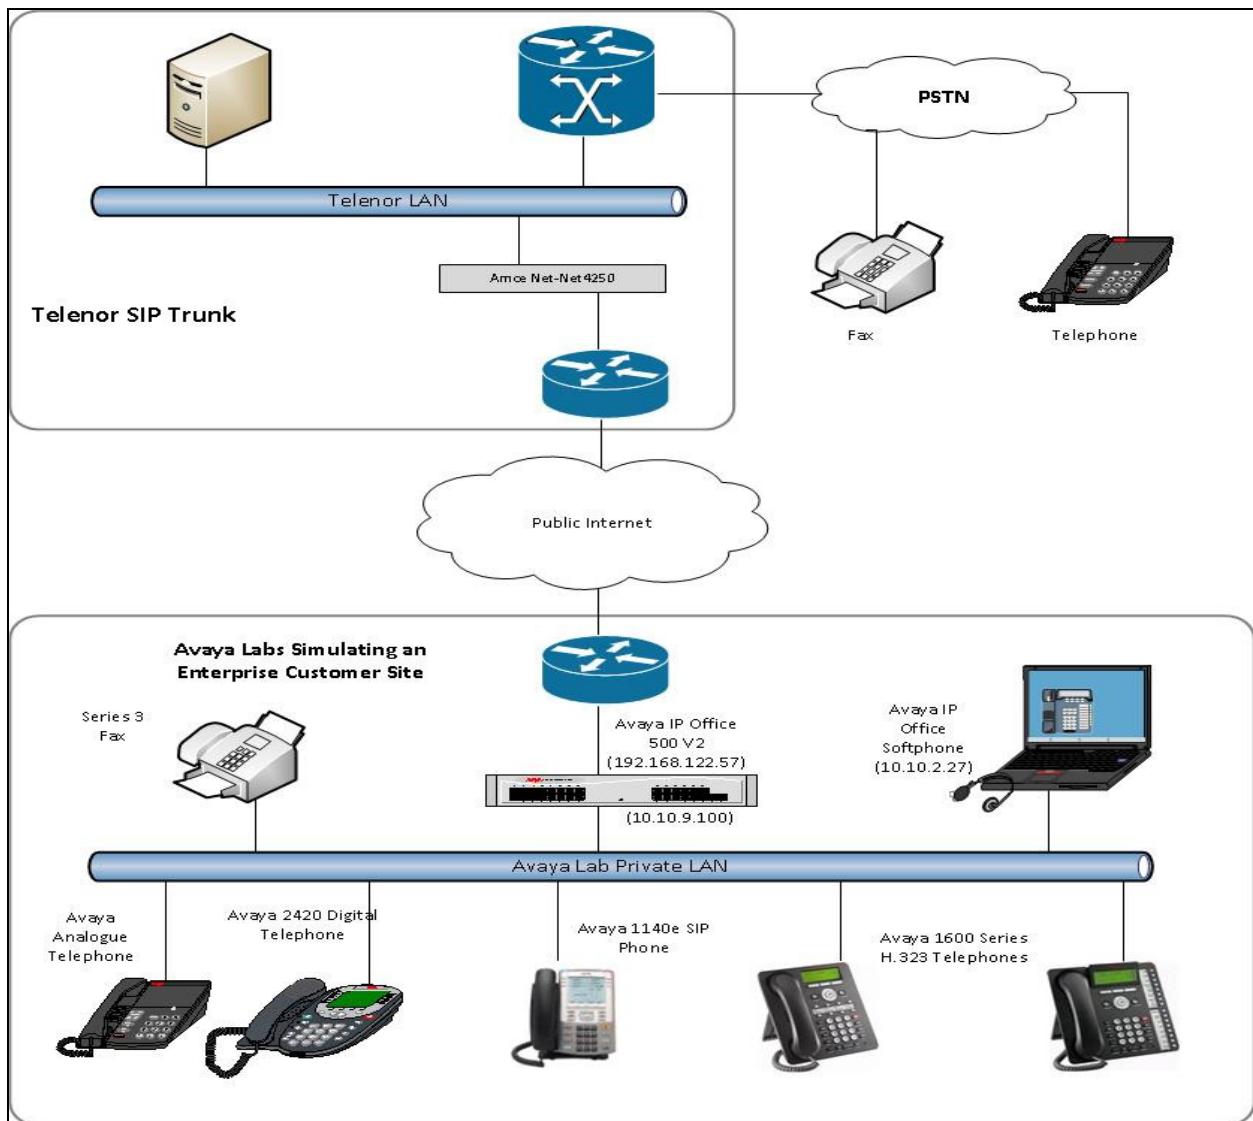 PSTN
Telenor LAN
Amce Net-Net4250
Telenor SIP Trunk
Fax
Telephone
Public Internet
Avaya Labs Simulating an
Enterprise Customer Site
Series 3
Fax
Avaya IP Office
500 V2
(192.168.122.57)
(10.10.9.100)
Avaya IP
Office
Softphone
(10.10.2.27)
Avaya Lab Private LAN
Avaya
Analogue
Telephone
Avaya 2420 Digital
Telephone
Avaya 1140e SIP
Phone
Avaya 1600 Series
H.323 Telephones